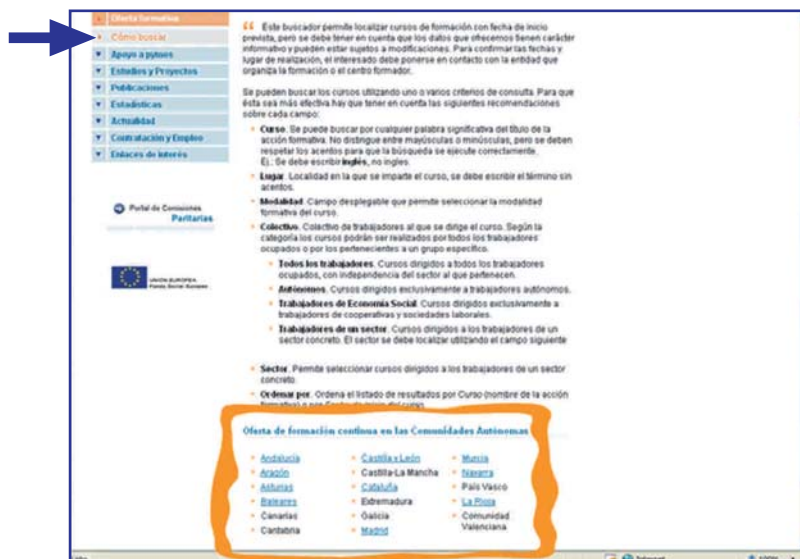 Oferta formativa
Cómo buscar
Apoyo a pymes
Estudios y Proyectos
Publicaciones
Estadísticas
Actualidad
Contratación y Empleo
Enlaces de interés
Portal de Comisiones
Paritarias
UNIÓN EUROPEA
Fondo Social Europeo
Este buscador permite localizar cursos de formación con fecha de inicio
prevista, pero se debe tener en cuenta que los datos que ofrecemos tienen carácter
informativo y pueden estar sujetos a modificaciones. Para confirmar las fechas y
lugar de realización, el interesado debe ponerse en contacto con la entidad que
organiza la formación o el centro formador.
Se pueden buscar los cursos utilizando uno o varios criterios de consulta. Para que
ésta sea más efectiva hay que tener en cuenta las siguientes recomendaciones
sobre cada campo:
Curso. Se puede buscar por cualquier palabra significativa del título de la
acción formativa. No distingue entre mayúsculas o minúsculas, pero se deben
respetar los acentos para que la búsqueda se ejecute correctamente.
Ej.: Se debe escribir inglés, no ingles.
Lugar. Localidad en la que se imparte el curso, se debe escribir el término sin
acentos.
Modalidad. Campo desplegable que permite seleccionar la modalidad
formativa del curso.
Colectivo. Colectivo de trabajadores al que se dirige el curso. Según la
categoría los cursos podrán ser realizados por todos los trabajadores
ocupados o por los pertenecientes a un grupo específico.
Todos los trabajadores. Cursos dirigidos a todos los trabajadores
ocupados, con independencia del sector al que pertenecen.
Autónomos. Cursos dirigidos exclusivamente a trabajadores autónomos.
Trabajadores de Economía Social. Cursos dirigidos exclusivamente a
trabajadores de cooperativas y sociedades laborales.
Trabajadores de un sector. Cursos dirigidos a los trabajadores de un
sector concreto. El sector se debe localizar utilizando el campo siguiente
Sector. Permite seleccionar cursos dirigidos a los trabajadores de un sector
concreto.
Ordenar por. Ordena el listado de resultados por Curso (nombre de la acción
Oferta de formación continua en las Comunidades Autónomas
Andalucía
Aragón
Asturias
Baleares
Canarias
Cantabria
Castilla y León
Castilla-La Mancha
Cataluña
Extremadura
Galicia
Madrid
Murcia
Navarra
País Vasco
La Rioja
Comunidad
Valenciana
Internet
100%